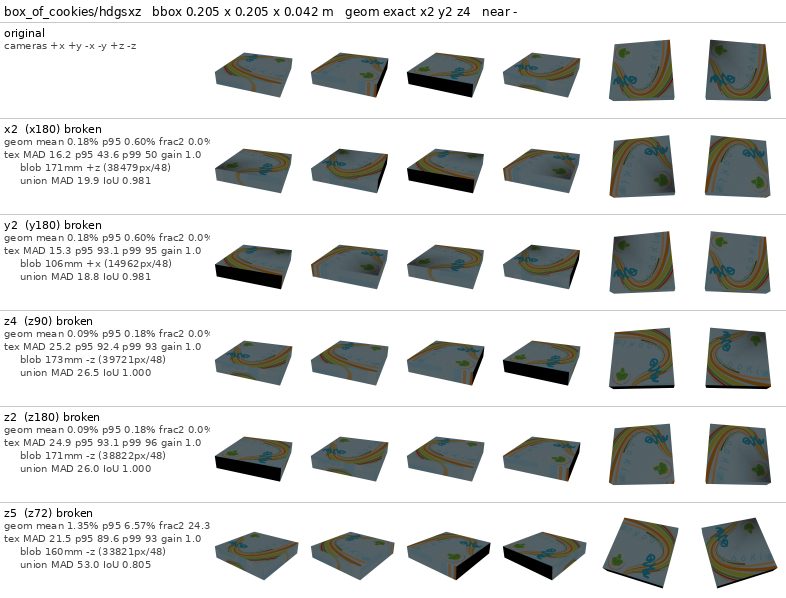 box_of_cookies/hdgsxz bbox 0.205 x 0.205 x 0.042 m geom exact x2 y2 z4 near -
original
cameras +x +y -x -y +z -z
x2 (x180) broken
geom mean 0.18% p95 0.60% frac2 0.0%
tex MAD 16.2 p95 43.6 p99 50 gain 1.0
blob 171mm +z (38479px/48)
union MAD 19.9 IoU 0.981
y2 (y180) broken
geom mean 0.18% p95 0.60% frac2 0.0%
tex MAD 15.3 p95 93.1 p99 95 gain 1.0
blob 106mm +x (14962px/48)
union MAD 18.8 IoU 0.981
z4 (z90) broken
geom mean 0.09% p95 0.18% frac2 0.0%
tex MAD 25.2 p95 92.4 p99 93 gain 1.0
blob 173mm -z (39721px/48)
union MAD 26.5 IoU 1.000
z2 (z180) broken
geom mean 0.09% p95 0.18% frac2 0.0%
tex MAD 24.9 p95 93.1 p99 96 gain 1.0
blob 171mm -z (38822px/48)
union MAD 26.0 IoU 1.000
z5 (z72) broken
geom mean 1.35% p95 6.57% frac2 24.3
tex MAD 21.5 p95 89.6 p99 93 gain 1.0
blob 160mm -z (33821px/48)
union MAD 53.0 IoU 0.805